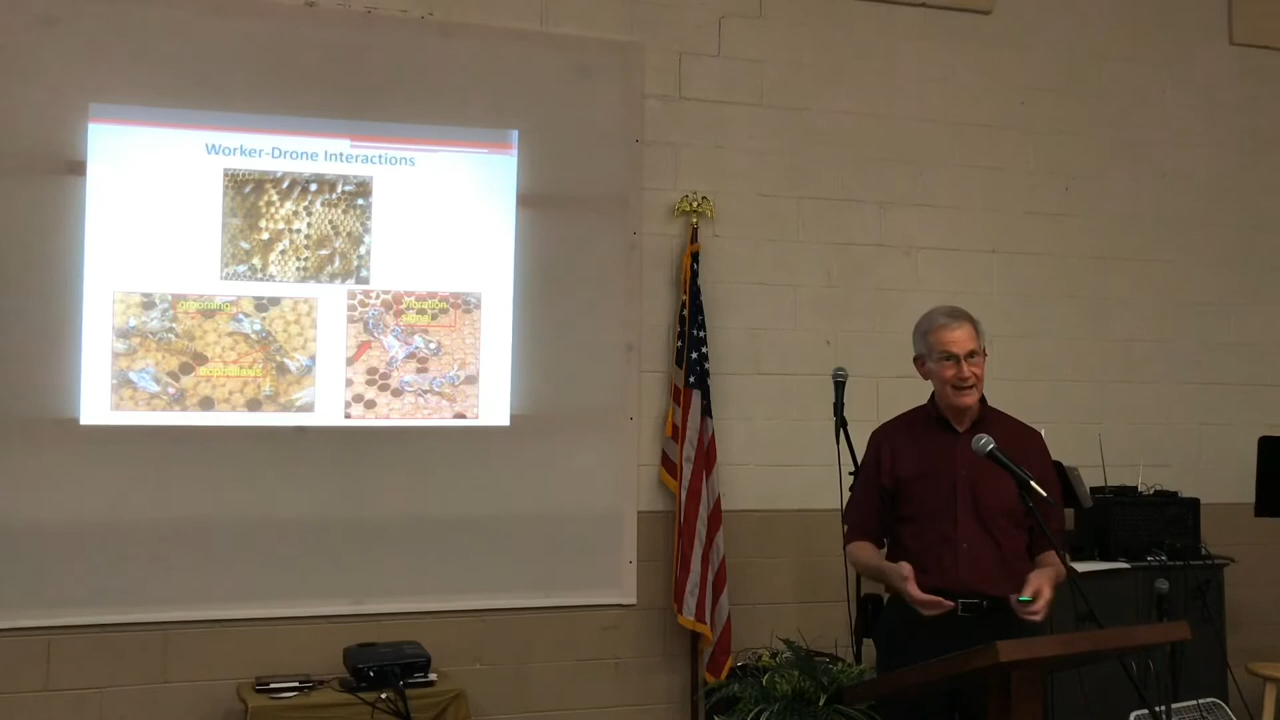 Worker-Drone Interactions
grooming
trophallaxis
Vibration
signal